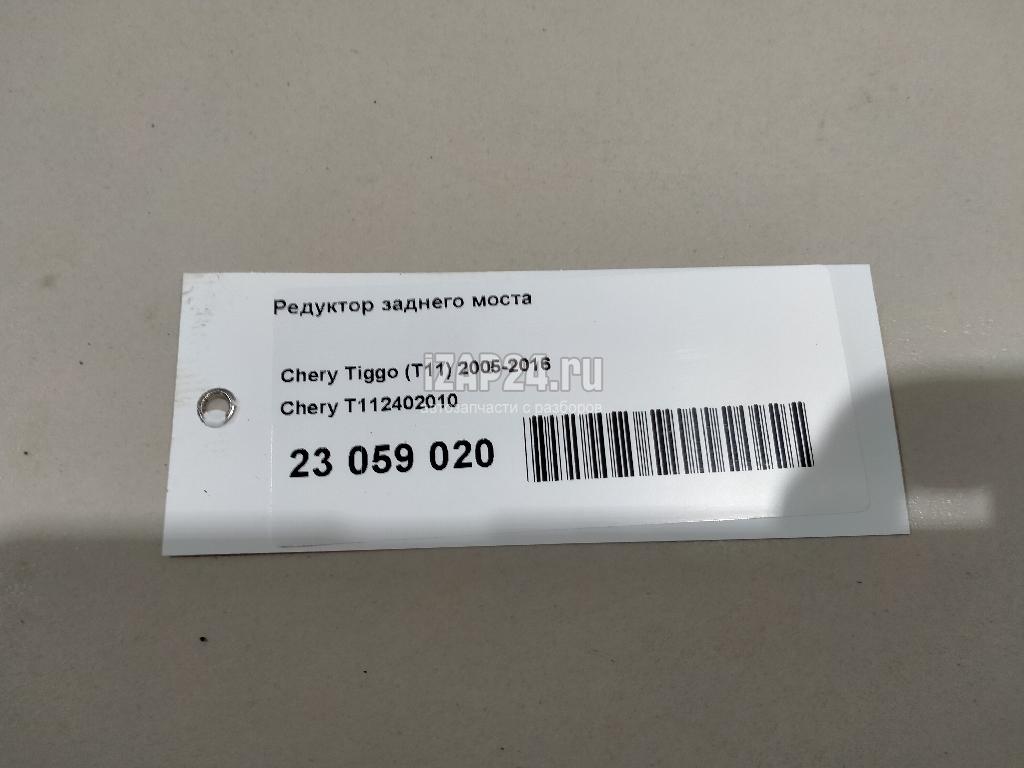 Редуктор заднего моста
Chery Tiggo (T11) 2005-2016
iZAP24.ru
Chery T112402010
автозапчасти с разборов
23 059 020